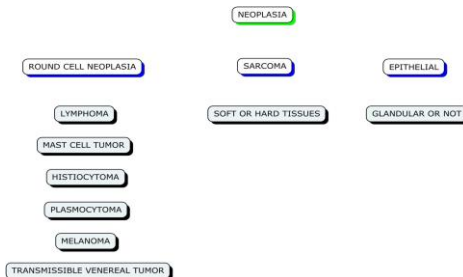 NEOPLASIA
ROUND CELL NEOPLASIA
SARCOMA
EPITHELIAL
LYMPHOMA
SOFT OR HARD TISSUES
GLANDULAR OR NOT
MAST CELL TUMOR
HISTIOCYTOMA
PLASMOCYTOMA
MELANOMA
TRANSMISSIBLE VENEREAL TUMOR